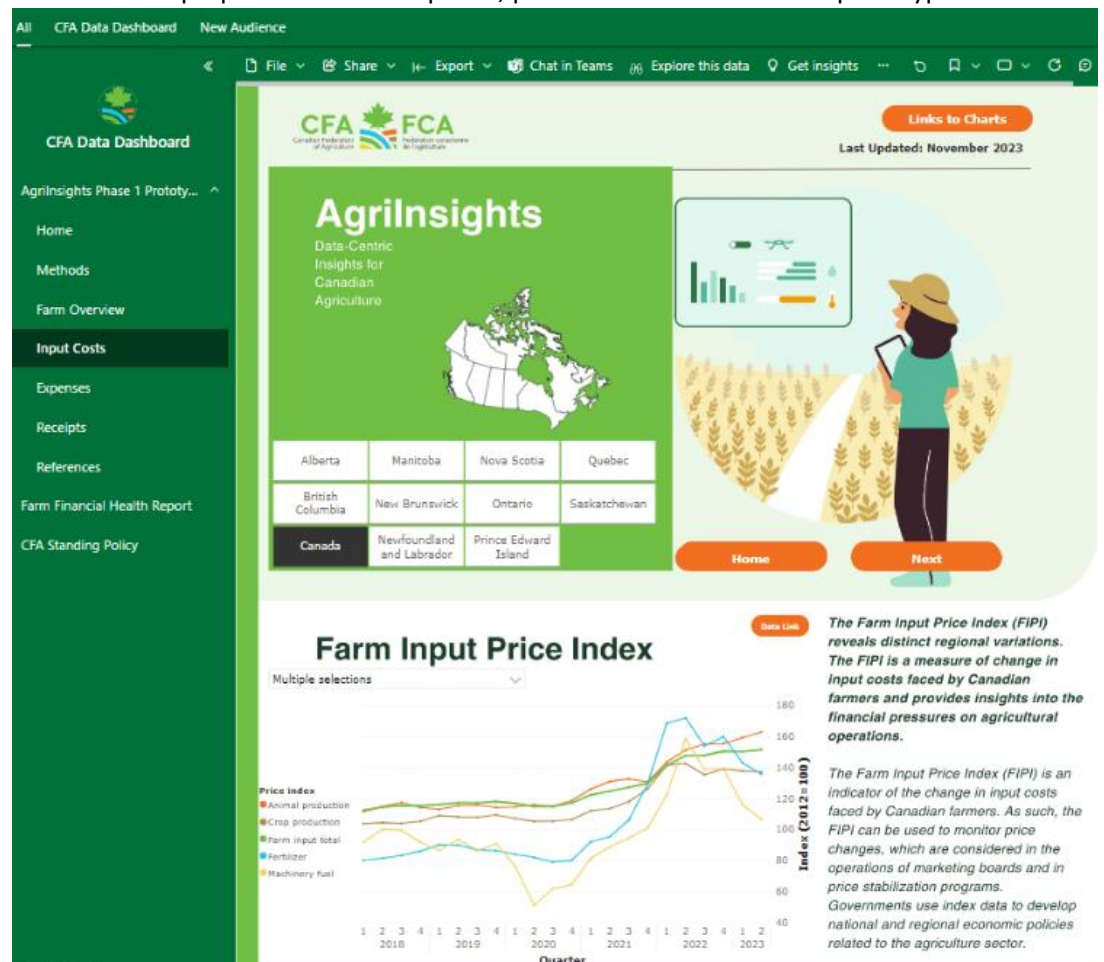 All CFA Data Dashboard New Audience
File Share Export Chat in Teams Explore this data Get insights ...
CFA Data Dashboard
AgriInsights Phase 1 Prototy...
Home
Methods
Farm Overview
Input Costs
Expenses
Receipts
References
Farm Financial Health Report
CFA Standing Policy
CFA FCA
Canadian Federation
of Agriculture
Links to Charts
Last Updated: November 2023
AgriInsights
Data-Centric
Insights for
Canadian
Agriculture
Alberta Manitoba Nova Scotia Quebec
British Columbia New Brunswick Ontario Saskatchewan
Canada Newfoundland and Labrador Prince Edward Island
Home Next
Farm Input Price Index
Data Link
Multiple selections
Price index
Animal production
Crop production
Farm input total
Fertilizer
Machinery fuel
180
160
140
120
100
80
60
40
Index (2012=100)
1 2 3 4 1 2 3 4 1 2 3 4 1 2 3 4 1 2 3 4 1 2
2018 2019 2020 2021 2022 2023
Quarter
The Farm Input Price Index (FIPI)
reveals distinct regional variations.
The FIPI is a measure of change in
input costs faced by Canadian
farmers and provides insights into the
financial pressures on agricultural
operations.
The Farm Input Price Index (FIPI) is an
indicator of the change in input costs
faced by Canadian farmers. As such, the
FIPI can be used to monitor price
changes, which are considered in the
operations of marketing boards and in
price stabilization programs.
Governments use index data to develop
national and regional economic policies
related to the agriculture sector.